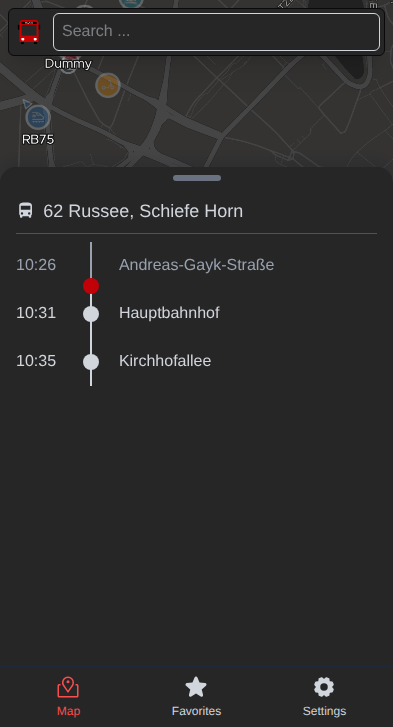 Search ...
Dummy
RB75
62 Russee, Schiefe Horn
10:26 Andreas-Gayk-Straße
10:31 Hauptbahnhof
10:35 Kirchhofallee
Map Favorites Settings